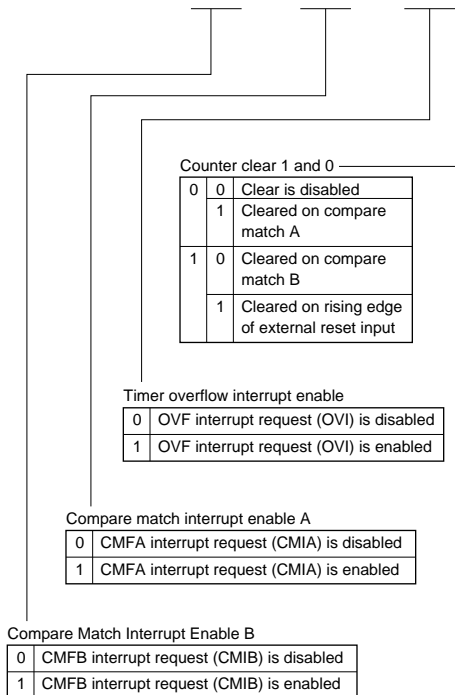 Counter clear 1 and 0
0 0 Clear is disabled
1 Cleared on compare
match A
1 0 Cleared on compare
match B
1 Cleared on rising edge
of external reset input
Timer overflow interrupt enable
0 OVF interrupt request (OVI) is disabled
1 OVF interrupt request (OVI) is enabled
Compare match interrupt enable A
0 CMFA interrupt request (CMIA) is disabled
1 CMFA interrupt request (CMIA) is enabled
Compare Match Interrupt Enable B
0 CMFB interrupt request (CMIB) is disabled
1 CMFB interrupt request (CMIB) is enabled